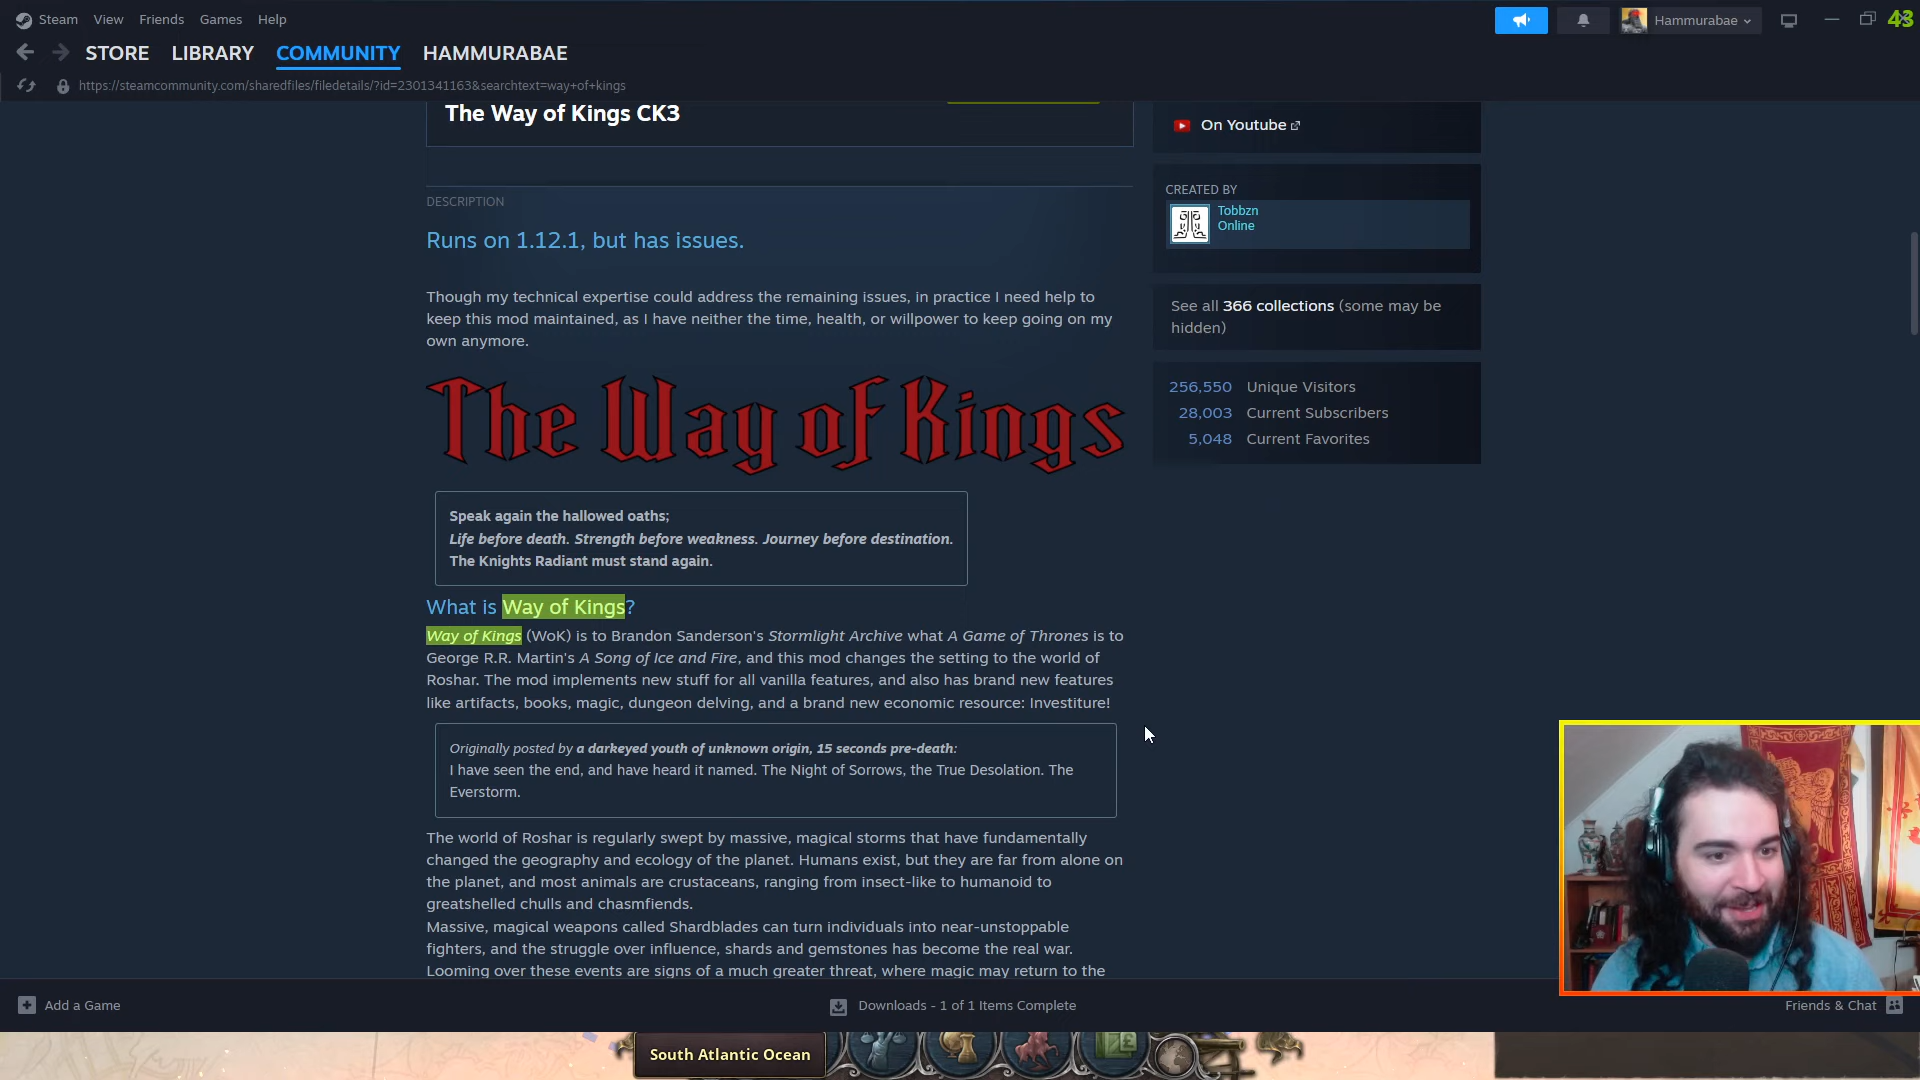 Steam View Friends Games Help
Hammurabae
43
STORE LIBRARY COMMUNITY HAMMURABAE
https://steamcommunity.com/sharedfiles/filedetails/?id=2301341163&searchtext=way+of+kings
The Way of Kings CK3
On Youtube
DESCRIPTION
Runs on 1.12.1, but has issues.
Though my technical expertise could address the remaining issues, in practice I need help to
keep this mod maintained, as I have neither the time, health, or willpower to keep going on my
own anymore.
The Way of Kings
Speak again the hallowed oaths;
Life before death. Strength before weakness. Journey before destination.
The Knights Radiant must stand again.
What is Way of Kings?
Way of Kings (WoK) is to Brandon Sanderson's Stormlight Archive what A Game of Thrones is to
George R.R. Martin's A Song of Ice and Fire, and this mod changes the setting to the world of
Roshar. The mod implements new stuff for all vanilla features, and also has brand new features
like artifacts, books, magic, dungeon delving, and a brand new economic resource: Investiture!
Originally posted by a darkeyed youth of unknown origin, 15 seconds pre-death:
I have seen the end, and have heard it named. The Night of Sorrows, the True Desolation. The
Everstorm.
The world of Roshar is regularly swept by massive, magical storms that have fundamentally
changed the geography and ecology of the planet. Humans exist, but they are far from alone on
the planet, and most animals are crustaceans, ranging from insect-like to humanoid to
greatshelled chulls and chasmfiends.
Massive, magical weapons called Shardblades can turn individuals into near-unstoppable
fighters, and the struggle over influence, shards and gemstones has become the real war.
Looming over these events are signs of a much greater threat, where magic may return to the
CREATED BY
Tobbzn
Online
See all 366 collections (some may be
hidden)
256,550 Unique Visitors
28,003 Current Subscribers
5,048 Current Favorites
Add a Game
Downloads - 1 of 1 Items Complete
Friends & Chat
South Atlantic Ocean